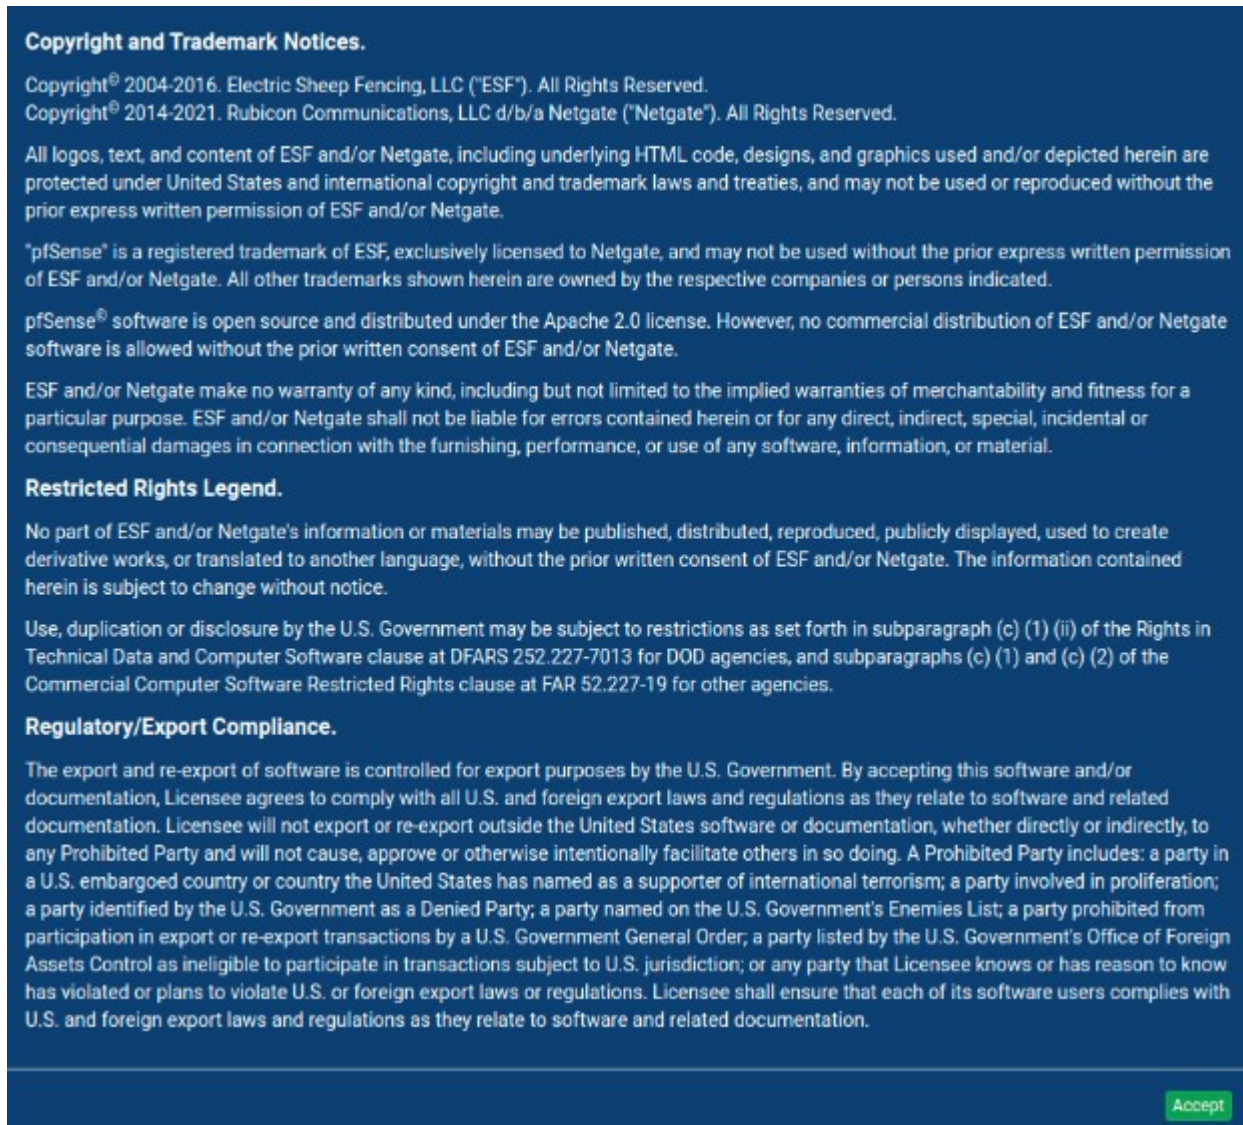 Copyright and Trademark Notices.
Copyright© 2004-2016. Electric Sheep Fencing, LLC ("ESF"). All Rights Reserved.
Copyright© 2014-2021. Rubicon Communications, LLC d/b/a Netgate ("Netgate"). All Rights Reserved.
All logos, text, and content of ESF and/or Netgate, including underlying HTML code, designs, and graphics used and/or depicted herein are
protected under United States and international copyright and trademark laws and treaties, and may not be used or reproduced without the
prior express written permission of ESF and/or Netgate.
"pfSense" is a registered trademark of ESF, exclusively licensed to Netgate, and may not be used without the prior express written permission
of ESF and/or Netgate. All other trademarks shown herein are owned by the respective companies or persons indicated.
pfSense® software is open source and distributed under the Apache 2.0 license. However, no commercial distribution of ESF and/or Netgate
software is allowed without the prior written consent of ESF and/or Netgate.
ESF and/or Netgate make no warranty of any kind, including but not limited to the implied warranties of merchantability and fitness for a
particular purpose. ESF and/or Netgate shall not be liable for errors contained herein or for any direct, indirect, special, incidental or
consequential damages in connection with the furnishing, performance, or use of any software, information, or material.
Restricted Rights Legend.
No part of ESF and/or Netgate's information or materials may be published, distributed, reproduced, publicly displayed, used to create
derivative works, or translated to another language, without the prior written consent of ESF and/or Netgate. The information contained
herein is subject to change without notice.
Use, duplication or disclosure by the U.S. Government may be subject to restrictions as set forth in subparagraph (c) (1) (ii) of the Rights in
Technical Data and Computer Software clause at DFARS 252.227-7013 for DOD agencies, and subparagraphs (c) (1) and (c) (2) of the
Commercial Computer Software Restricted Rights clause at FAR 52.227-19 for other agencies.
Regulatory/Export Compliance.
The export and re-export of software is controlled for export purposes by the U.S. Government. By accepting this software and/or
documentation, Licensee agrees to comply with all U.S. and foreign export laws and regulations as they relate to software and related
documentation. Licensee will not export or re-export outside the United States software or documentation, whether directly or indirectly, to
any Prohibited Party and will not cause, approve or otherwise intentionally facilitate others in so doing. A Prohibited Party includes: a party in
a U.S. embargoed country or country the United States has named as a supporter of international terrorism; a party involved in proliferation;
a party identified by the U.S. Government as a Denied Party; a party named on the U.S. Government's Enemies List; a party prohibited from
participation in export or re-export transactions by a U.S. Government General Order; a party listed by the U.S. Government's Office of Foreign
Assets Control as ineligible to participate in transactions subject to U.S. jurisdiction; or any party that Licensee knows or has reason to know
has violated or plans to violate U.S. or foreign export laws or regulations. Licensee shall ensure that each of its software users complies with
U.S. and foreign export laws and regulations as they relate to software and related documentation.
Accept